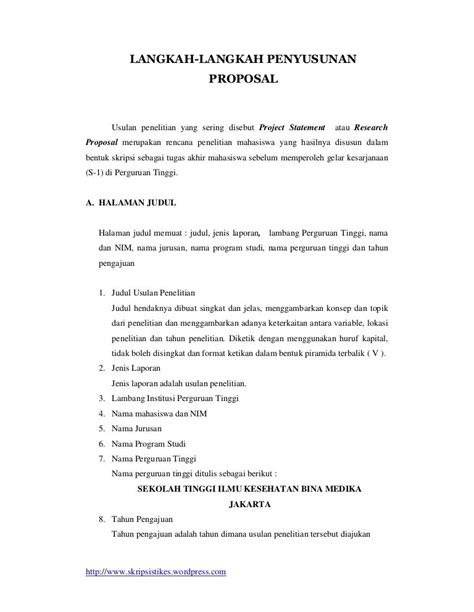 LANGKAH-LANGKAH PENYUSUNAN
PROPOSAL
Usulan penelitian yang sering disebut Project Statement atau Research
Proposal merupakan rencana penelitian mahasiswa yang hasilnya disusun dalam
bentuk skripsi sebagai tugas akhir mahasiswa sebelum memperoleh gelar kesarjanaan
(S-1) di Perguruan Tinggi.
A. HALAMAN JUDUL
Halaman judul memuat : judul, jenis laporan, lambang Perguruan Tinggi, nama
dan NIM, nama jurusan, nama program studi, nama perguruan tinggi dan tahun
pengajuan
1. Judul Usulan Penelitian
Judul hendaknya dibuat singkat dan jelas, menggambarkan konsep dan topik
dari penelitian dan menggambarkan adanya keterkaitan antara variable, lokasi
penelitian dan tahun penelitian. Diketik dengan menggunakan huruf kapital,
tidak boleh disingkat dan format ketikan dalam bentuk piramida terbalik ( V ).
2. Jenis Laporan
Jenis laporan adalah usulan penelitian.
3. Lambang Institusi Perguruan Tinggi
4. Nama mahasiswa dan NIM
5. Nama Jurusan
6. Nama Program Studi
7. Nama Perguruan Tinggi
Nama perguruan tinggi ditulis sebagai berikut :
SEKOLAH TINGGI ILMU KESEHATAN BINA MEDIKA
JAKARTA
8. Tahun Pengajuan
Tahun pengajuan adalah tahun dimana usulan penelitian tersebut diajukan
http://www.skripsistikes.wordpress.com